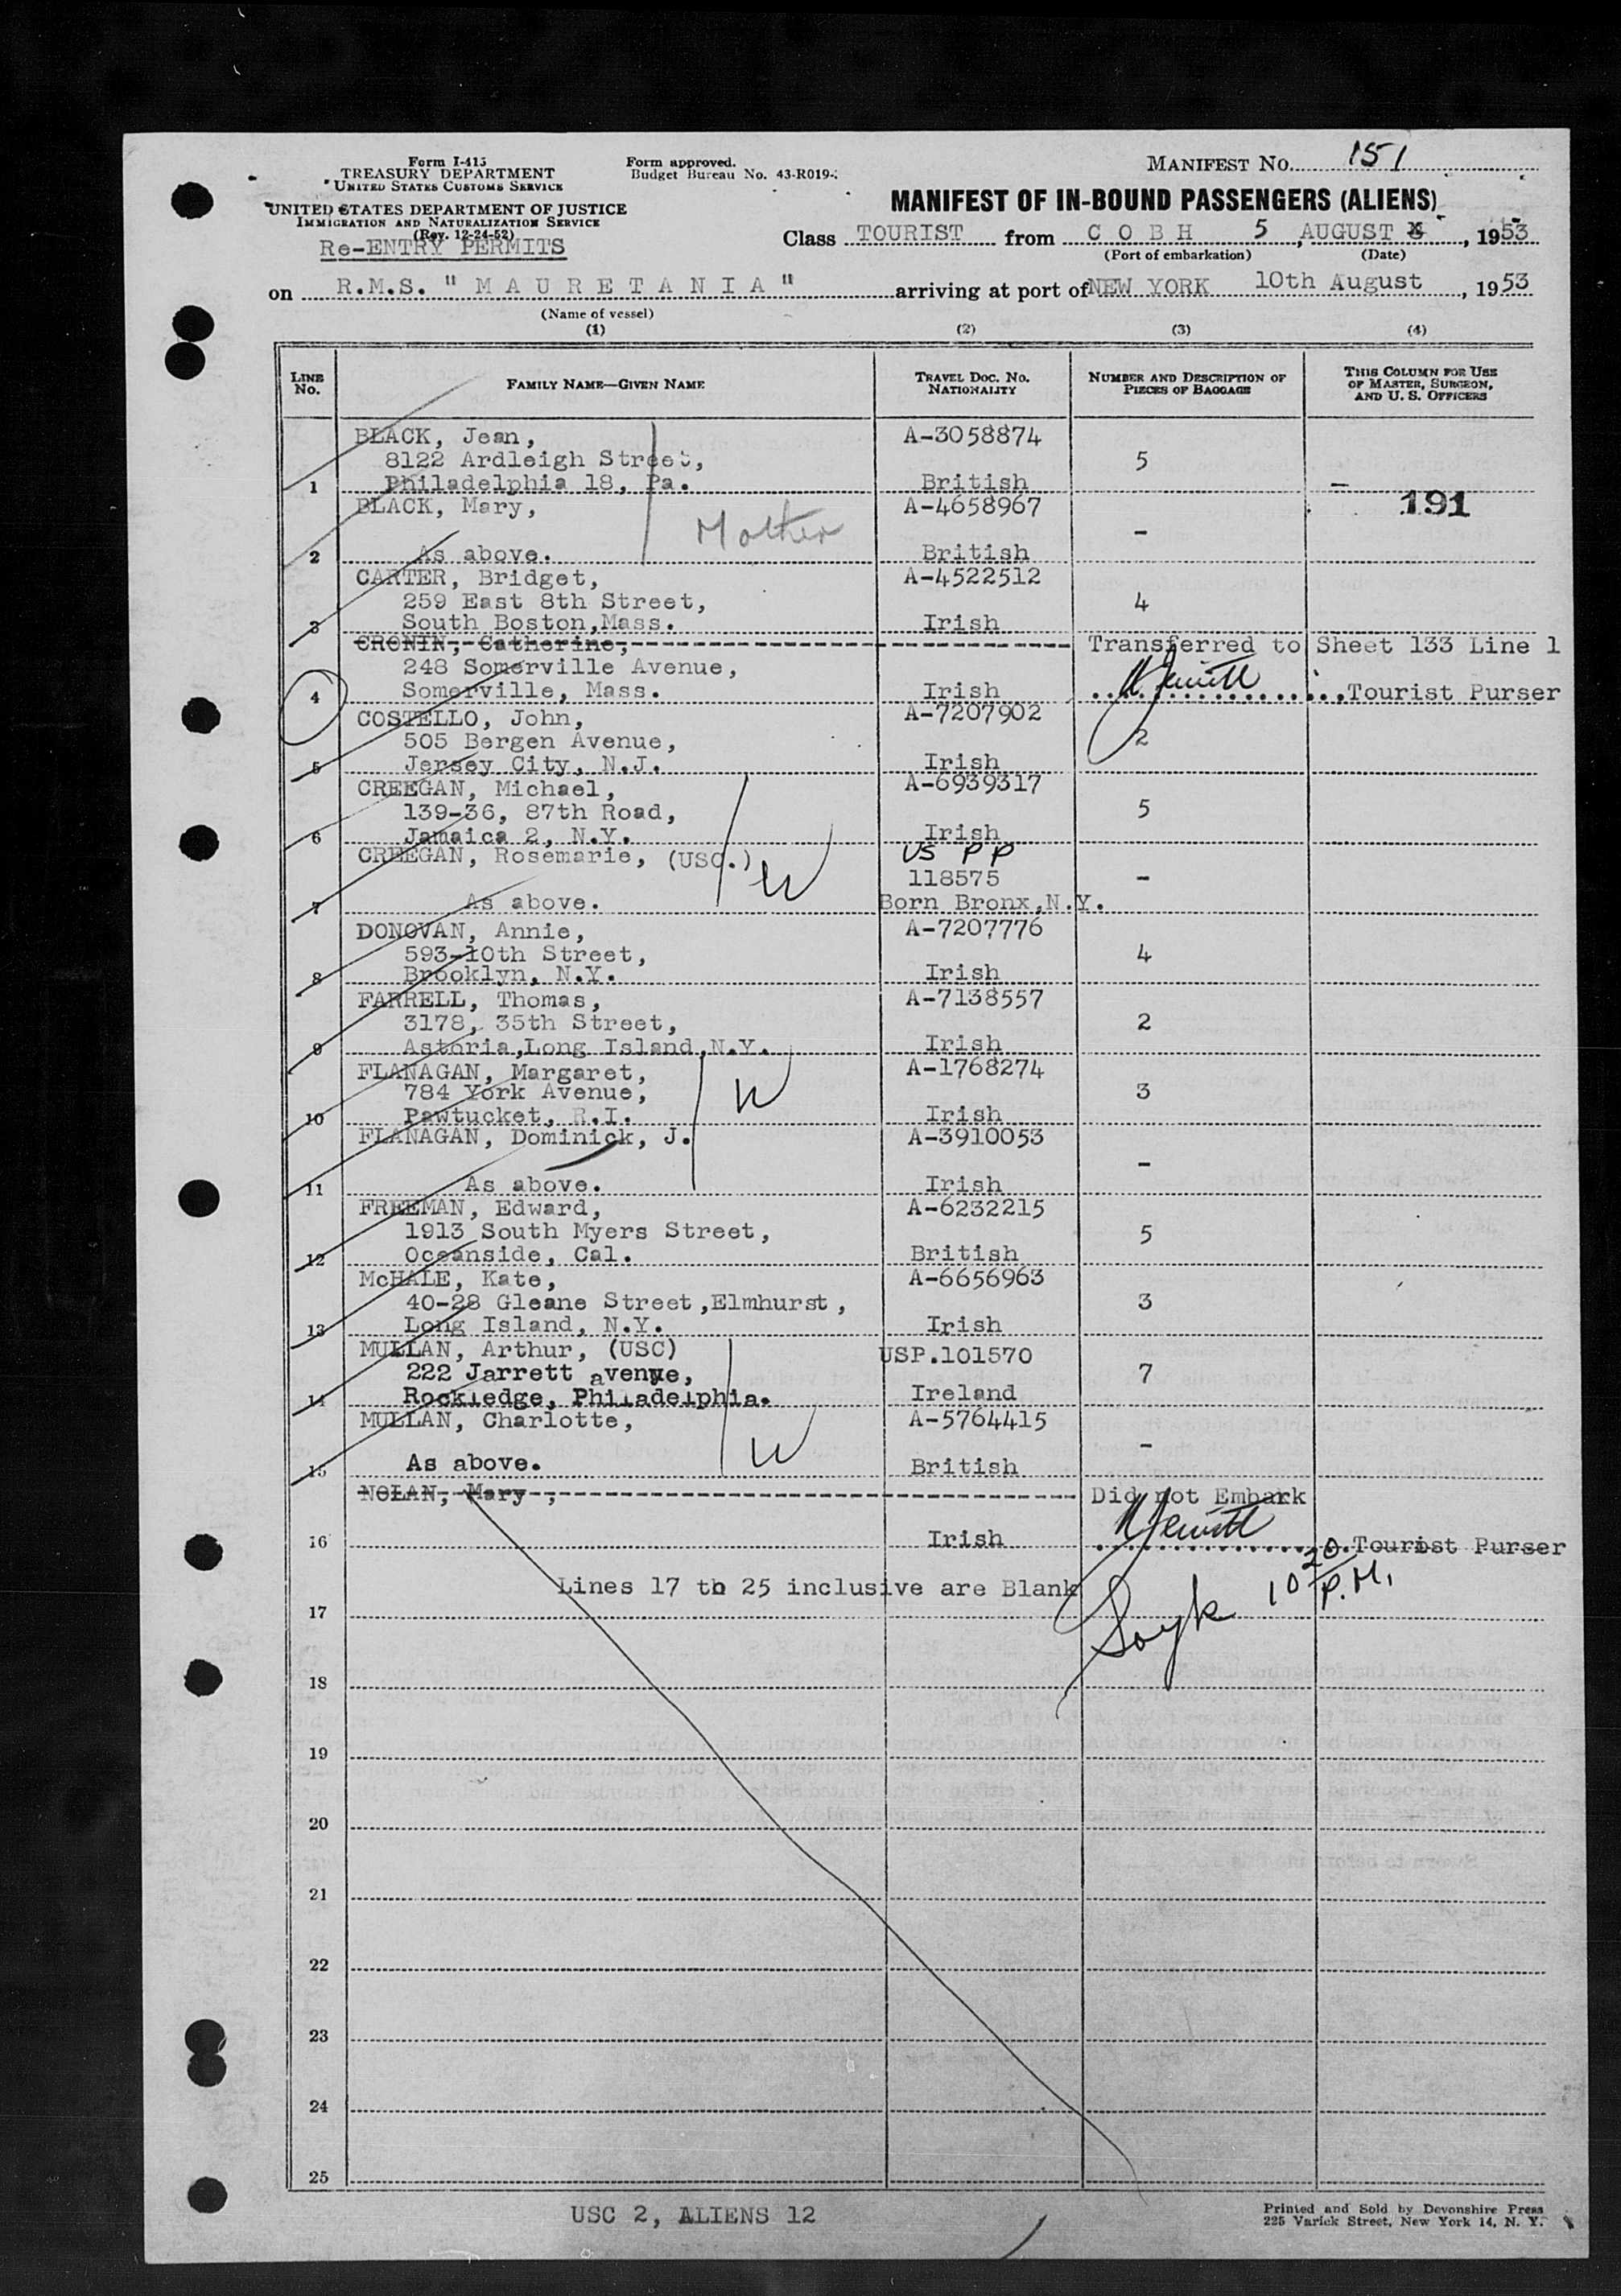 Form I-415
TREASURY DEPARTMENT
UNITED STATES CUSTOMS SERVICE
UNITED STATES DEPARTMENT OF JUSTICE
IMMIGRATION AND NATURALIZATION SERVICE
(Rev. 12-24-52)
Re-ENTRY PERMITS
Form approved.
Budget Bureau No. 43-R019-
MANIFEST NO. 151
MANIFEST OF IN-BOUND PASSENGERS (ALIENS)
Class TOURIST from C O B H 5, AUGUST, 1953
(Port of embarkation) (Date)
on R.M.S. " M A U R E T A N I A " arriving at port of NEW YORK 10th August, 1953
(Name of vessel)
(1) (2) (3) (4)
LINE NO. FAMILY NAME—GIVEN NAME TRAVEL DOC. NO. NATIONALITY NUMBER AND DESCRIPTION OF PIECES OF BAGGAGE THIS COLUMN FOR USE OF MASTER, SURGEON, AND U. S. OFFICERS
BLACK, Jean, A-3058874
8122 Ardleigh Street, 5
1 Philadelphia 18, Pa. British
BLACK, Mary, A-4658967 191
Mother -
2 As above. British
CARTER, Bridget, A-4522512
259 East 8th Street, 4
3 South Boston,Mass. Irish
CRONIN, Catherine, Transferred to Sheet 133 Line 1
248 Somerville Avenue,
4 Somerville, Mass. Irish Tourist Purser
COSTELLO, John, A-7207902
505 Bergen Avenue, 2
5 Jersey City, N.J. Irish
CREEGAN, Michael, A-6939317
139-36, 87th Road, 5
6 Jamaica 2, N.Y. Irish
CREEGAN, Rosemarie, (USC.) US PP
W 118575 -
7 As above. Born Bronx,N.Y.
DONOVAN, Annie, A-7207776
593-10th Street, 4
8 Brooklyn, N.Y. Irish
FARRELL, Thomas, A-7138557
3178, 35th Street, 2
9 Astoria,Long Island,N.Y. Irish
FLANAGAN, Margaret, A-1768274
784 York Avenue, W 3
10 Pawtucket, R.I. Irish
FLANAGAN, Dominick, J. A-3910053
-
11 As above. Irish
FREEMAN, Edward, A-6232215
1913 South Myers Street, 5
12 Oceanside, Cal. British
McHALE, Kate, A-6656963
40-28 Gleane Street,Elmhurst, 3
13 Long Island, N.Y. Irish
MULLAN, Arthur, (USC) USP.101570
222 Jarrett avenye, 7
14 Rockledge, Philadelphia. Ireland
MULLAN, Charlotte, A-5764415
W -
15 As above. British
NOLAN, Mary, Did not Embark
16 Irish Tourist Purser
Lines 17 to 25 inclusive are Blank
10 20 P.M.
17
18
19
20
21
22
23
24
25
USC 2, ALIENS 12
Printed and Sold by Devonshire Press
225 Varick Street, New York 14, N. Y.